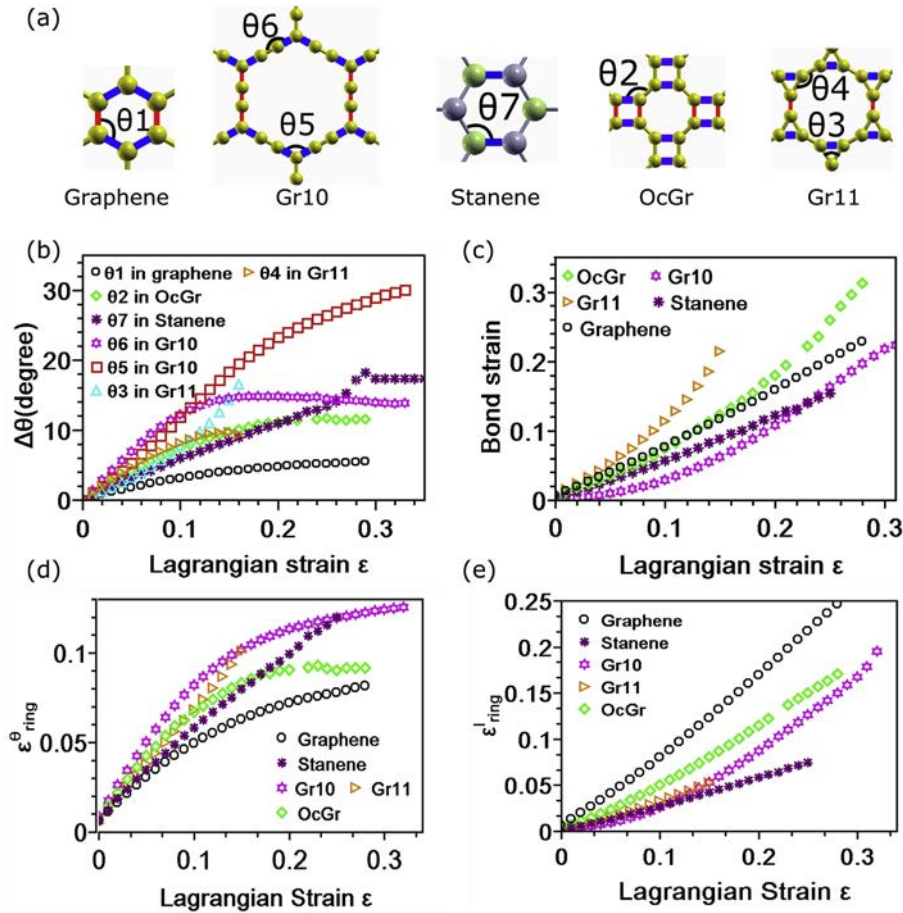 (a)
θ6
θ1
θ5
θ7
θ2
θ4
θ3
Graphene
Gr10
Stanene
OcGr
Gr11
(b)
30
20
10
0
Δθ(degree)
θ1 in graphene
θ4 in Gr11
θ2 in OcGr
θ7 in Stanene
θ6 in Gr10
θ5 in Gr10
θ3 in Gr11
0 0.1 0.2 0.3
Lagrangian strain ε
(c)
0.3
0.2
0.1
0
Bond strain
OcGr
Gr10
Gr11
Stanene
Graphene
0 0.1 0.2 0.3
Lagrangian strain ε
(d)
0.1
0.05
0
εθring
Graphene
Stanene
Gr10
Gr11
OcGr
0 0.1 0.2 0.3
Lagrangian Strain ε
(e)
0.25
0.2
0.15
0.1
0.05
0
εlring
Graphene
Stanene
Gr10
Gr11
OcGr
0 0.1 0.2 0.3
Lagrangian Strain ε